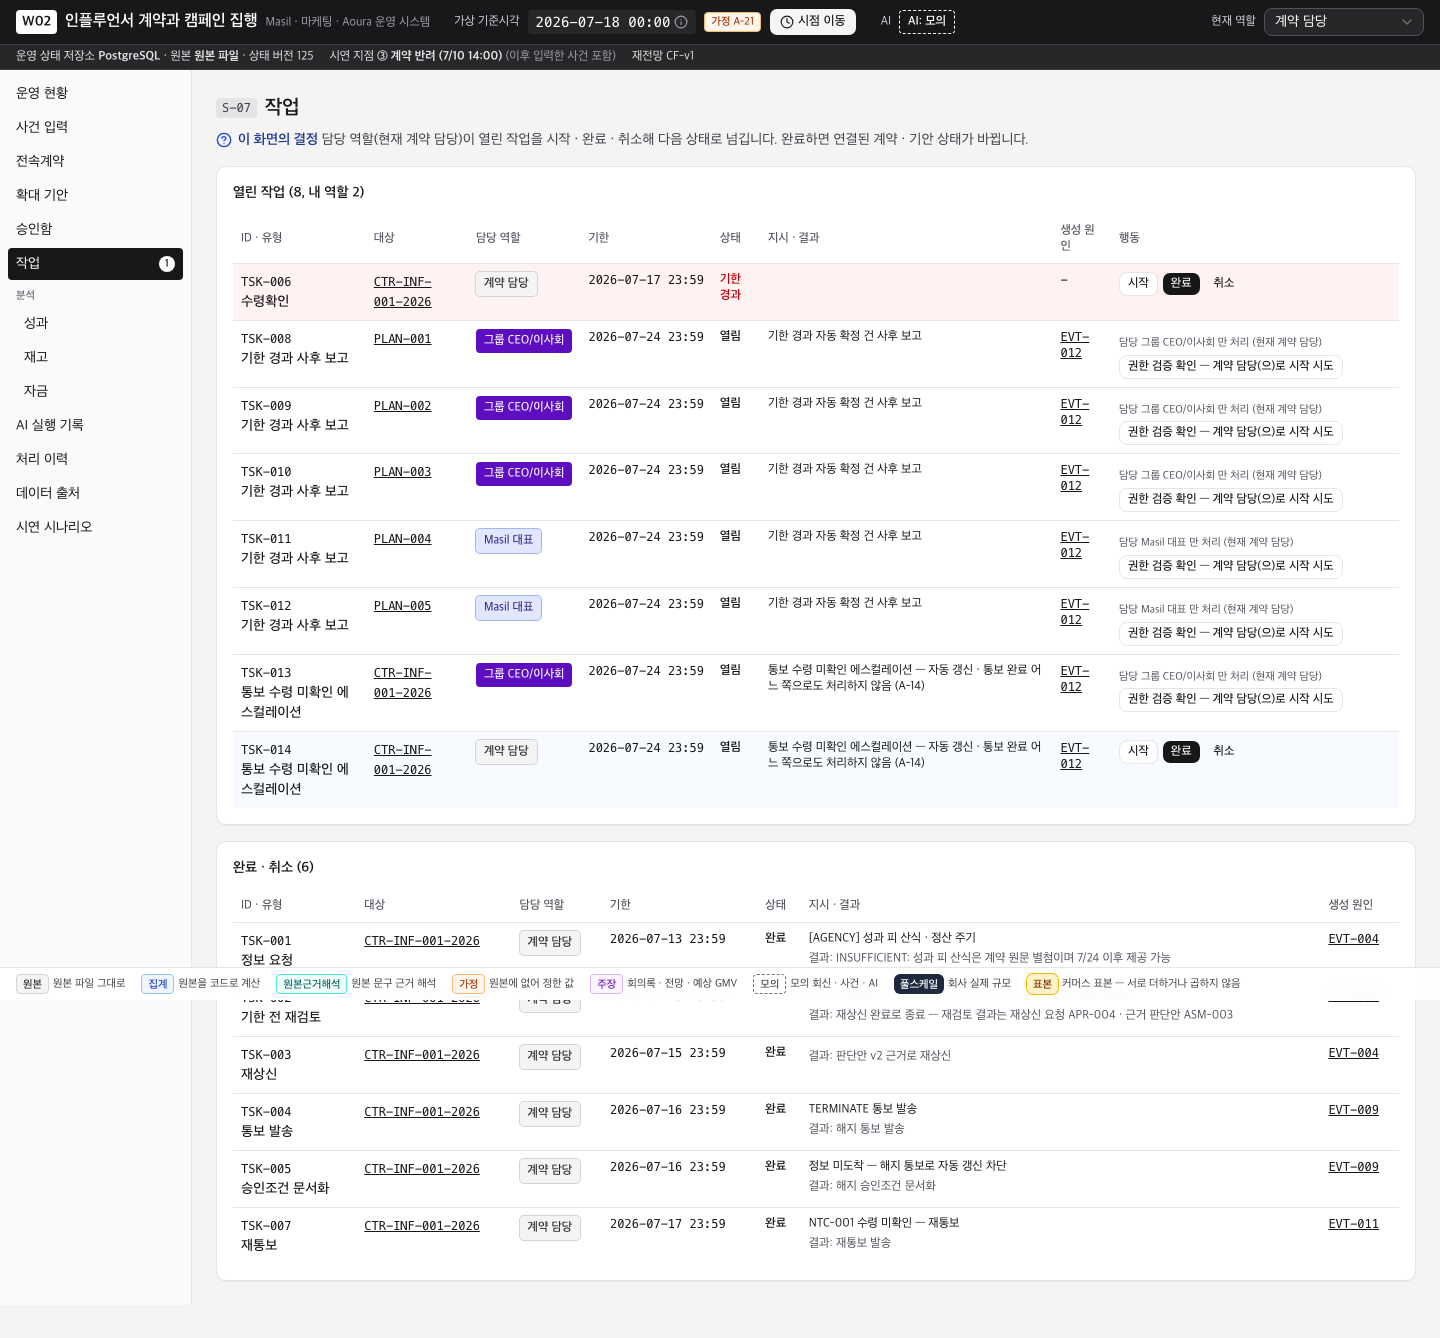 W02 인플루언서 계약과 캠페인 집행 Masil · 마케팅 · Aoura 운영 시스템 가상 기준시각 2026-07-18 00:00 가정 A-21 시점 이동 AI AI: 모의 현재 역할 계약 담당
운영 상태 저장소 PostgreSQL · 원본 원본 파일 · 상태 버전 125 시연 지점 ③ 계약 반려 (7/10 14:00) (이후 입력한 사건 포함) 재전망 CF-v1
운영 현황
사건 입력
전속계약
확대 기안
승인함
작업 1
분석
성과
재고
자금
AI 실행 기록
처리 이력
데이터 출처
시연 시나리오
S-07 작업
이 화면의 결정 담당 역할(현재 계약 담당)이 열린 작업을 시작 · 완료 · 취소해 다음 상태로 넘깁니다. 완료하면 연결된 계약 · 기안 상태가 바뀝니다.
열린 작업 (8, 내 역할 2)
ID · 유형 대상 담당 역할 기한 상태 지시 · 결과 생성 원인 행동
TSK-006 CTR-INF- 계약 담당 2026-07-17 23:59 기한 – 시작 완료 취소
수령확인 001-2026 경과
TSK-008 PLAN-001 그룹 CEO/이사회 2026-07-24 23:59 열림 기한 경과 자동 확정 건 사후 보고 EVT- 담당 그룹 CEO/이사회 만 처리 (현재 계약 담당)
기한 경과 사후 보고 012 권한 검증 확인 — 계약 담당(으)로 시작 시도
TSK-009 PLAN-002 그룹 CEO/이사회 2026-07-24 23:59 열림 기한 경과 자동 확정 건 사후 보고 EVT- 담당 그룹 CEO/이사회 만 처리 (현재 계약 담당)
기한 경과 사후 보고 012 권한 검증 확인 — 계약 담당(으)로 시작 시도
TSK-010 PLAN-003 그룹 CEO/이사회 2026-07-24 23:59 열림 기한 경과 자동 확정 건 사후 보고 EVT- 담당 그룹 CEO/이사회 만 처리 (현재 계약 담당)
기한 경과 사후 보고 012 권한 검증 확인 — 계약 담당(으)로 시작 시도
TSK-011 PLAN-004 Masil 대표 2026-07-24 23:59 열림 기한 경과 자동 확정 건 사후 보고 EVT- 담당 Masil 대표 만 처리 (현재 계약 담당)
기한 경과 사후 보고 012 권한 검증 확인 — 계약 담당(으)로 시작 시도
TSK-012 PLAN-005 Masil 대표 2026-07-24 23:59 열림 기한 경과 자동 확정 건 사후 보고 EVT- 담당 Masil 대표 만 처리 (현재 계약 담당)
기한 경과 사후 보고 012 권한 검증 확인 — 계약 담당(으)로 시작 시도
TSK-013 CTR-INF- 그룹 CEO/이사회 2026-07-24 23:59 열림 통보 수령 미확인 에스컬레이션 — 자동 갱신 · 통보 완료 어 EVT- 담당 그룹 CEO/이사회 만 처리 (현재 계약 담당)
통보 수령 미확인 에 001-2026 느 쪽으로도 처리하지 않음 (A-14) 012 권한 검증 확인 — 계약 담당(으)로 시작 시도
스컬레이션
TSK-014 CTR-INF- 계약 담당 2026-07-24 23:59 열림 통보 수령 미확인 에스컬레이션 — 자동 갱신 · 통보 완료 어 EVT- 시작 완료 취소
통보 수령 미확인 에 001-2026 느 쪽으로도 처리하지 않음 (A-14) 012
스컬레이션
완료 · 취소 (6)
ID · 유형 대상 담당 역할 기한 상태 지시 · 결과 생성 원인
TSK-001 CTR-INF-001-2026 계약 담당 2026-07-13 23:59 완료 [AGENCY] 성과 피 산식 · 정산 주기 EVT-004
정보 요청 결과: INSUFFICIENT: 성과 피 산식은 계약 원문 별첨이며 7/24 이후 제공 가능
원본 원본 파일 그대로 집계 원본을 코드로 계산 원본근거해석 원본 문구 근거 해석 가정 원본에 없어 정한 값 주장 회의록 · 전망 · 예상 GMV 모의 모의 회신 · 사건 · AI 풀스케일 회사 실제 규모 표본 커머스 표본 — 서로 더하거나 곱하지 않음
기한 전 재검토 결과: 재상신 완료로 종료 — 재검토 결과는 재상신 요청 APR-004 · 근거 판단안 ASM-003
TSK-003 CTR-INF-001-2026 계약 담당 2026-07-15 23:59 완료 결과: 판단안 v2 근거로 재상신 EVT-004
재상신
TSK-004 CTR-INF-001-2026 계약 담당 2026-07-16 23:59 완료 TERMINATE 통보 발송 EVT-009
통보 발송 결과: 해지 통보 발송
TSK-005 CTR-INF-001-2026 계약 담당 2026-07-16 23:59 완료 정보 미도착 — 해지 통보로 자동 갱신 차단 EVT-009
승인조건 문서화 결과: 해지 승인조건 문서화
TSK-007 CTR-INF-001-2026 계약 담당 2026-07-17 23:59 완료 NTC-001 수령 미확인 — 재통보 EVT-011
재통보 결과: 재통보 발송